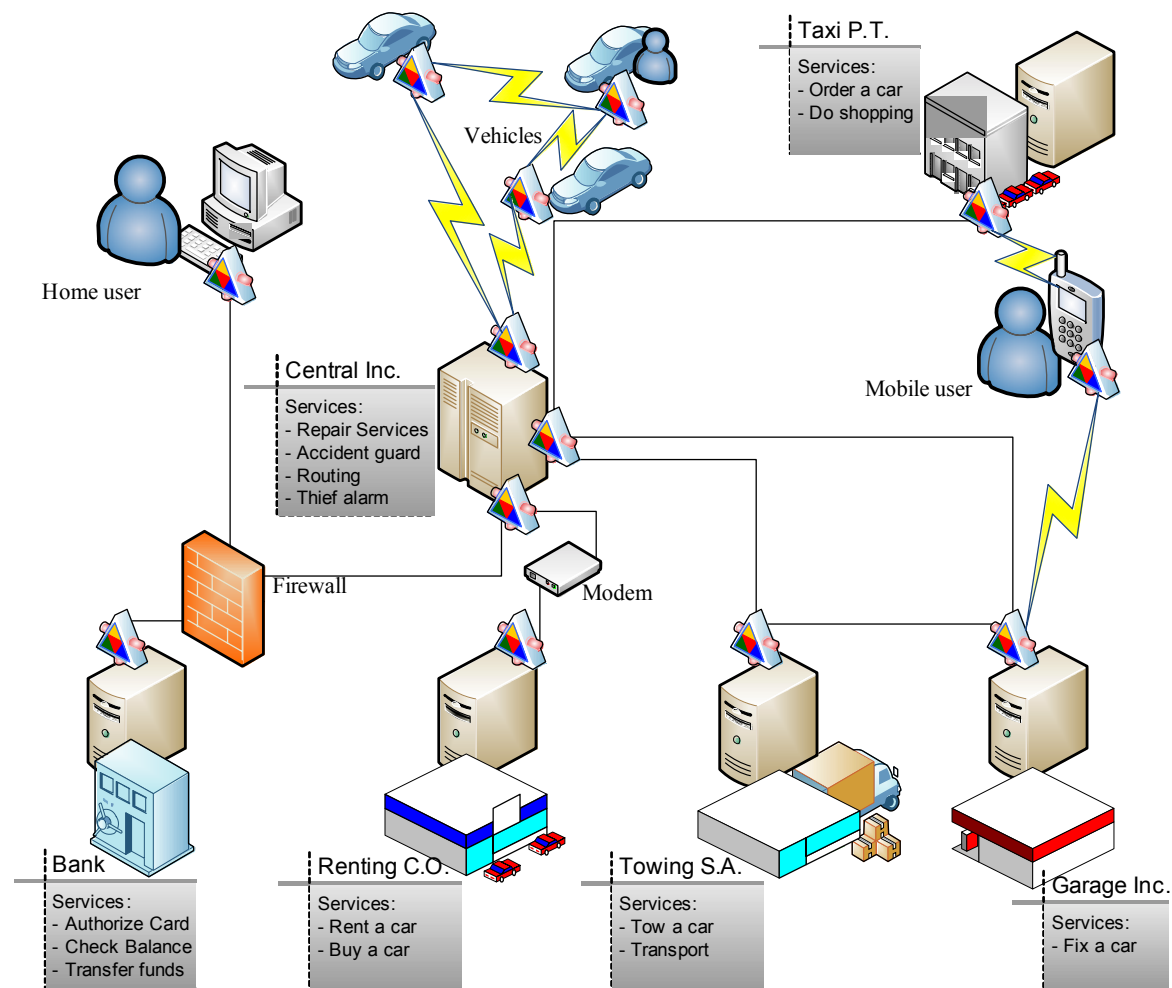 Taxi P.T.
Services:
- Order a car
- Do shopping
Vehicles
Home user
Mobile user
Central Inc.
Services:
- Repair Services
- Accident guard
- Routing
- Thief alarm
Firewall
Modem
Bank
Services:
- Authorize Card
- Check Balance
- Transfer funds
Renting C.O.
Services:
- Rent a car
- Buy a car
Towing S.A.
Services:
- Tow a car
- Transport
Garage Inc.
Services:
- Fix a car